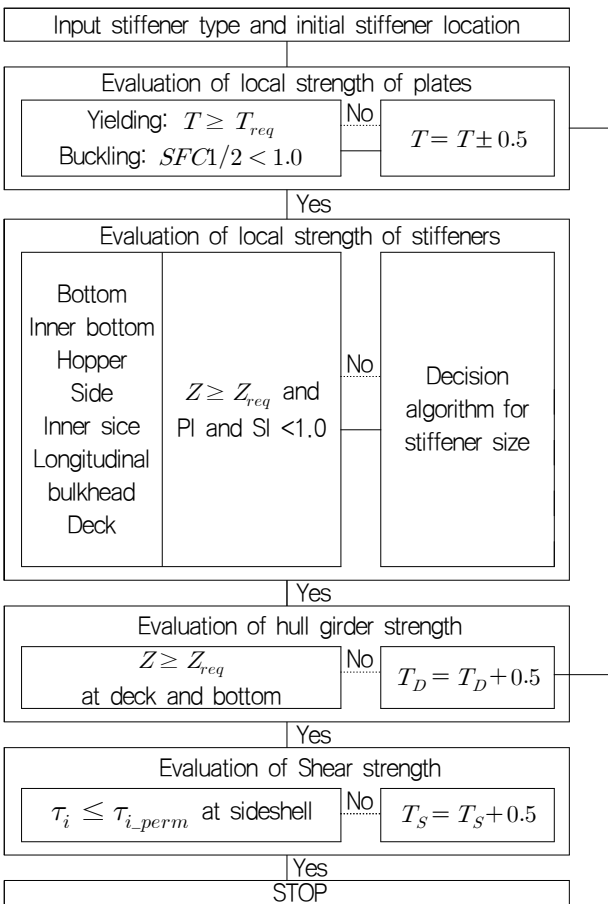 Input stiffener type and initial stiffener location
Evaluation of local strength of plates
Yielding: T ≥ T_req
Buckling: SFC1/2 < 1.0
No
T = T ± 0.5
Yes
Evaluation of local strength of stiffeners
Bottom
Inner bottom
Hopper
Side
Inner sice
Longitudinal
bulkhead
Deck
Z ≥ Z_req and
PI and SI <1.0
No
Decision
algorithm for
stiffener size
Yes
Evaluation of hull girder strength
Z ≥ Z_req
at deck and bottom
No
T_D = T_D + 0.5
Yes
Evaluation of Shear strength
τ_i ≤ τ_i_perm at sideshell
No
T_S = T_S + 0.5
Yes
STOP